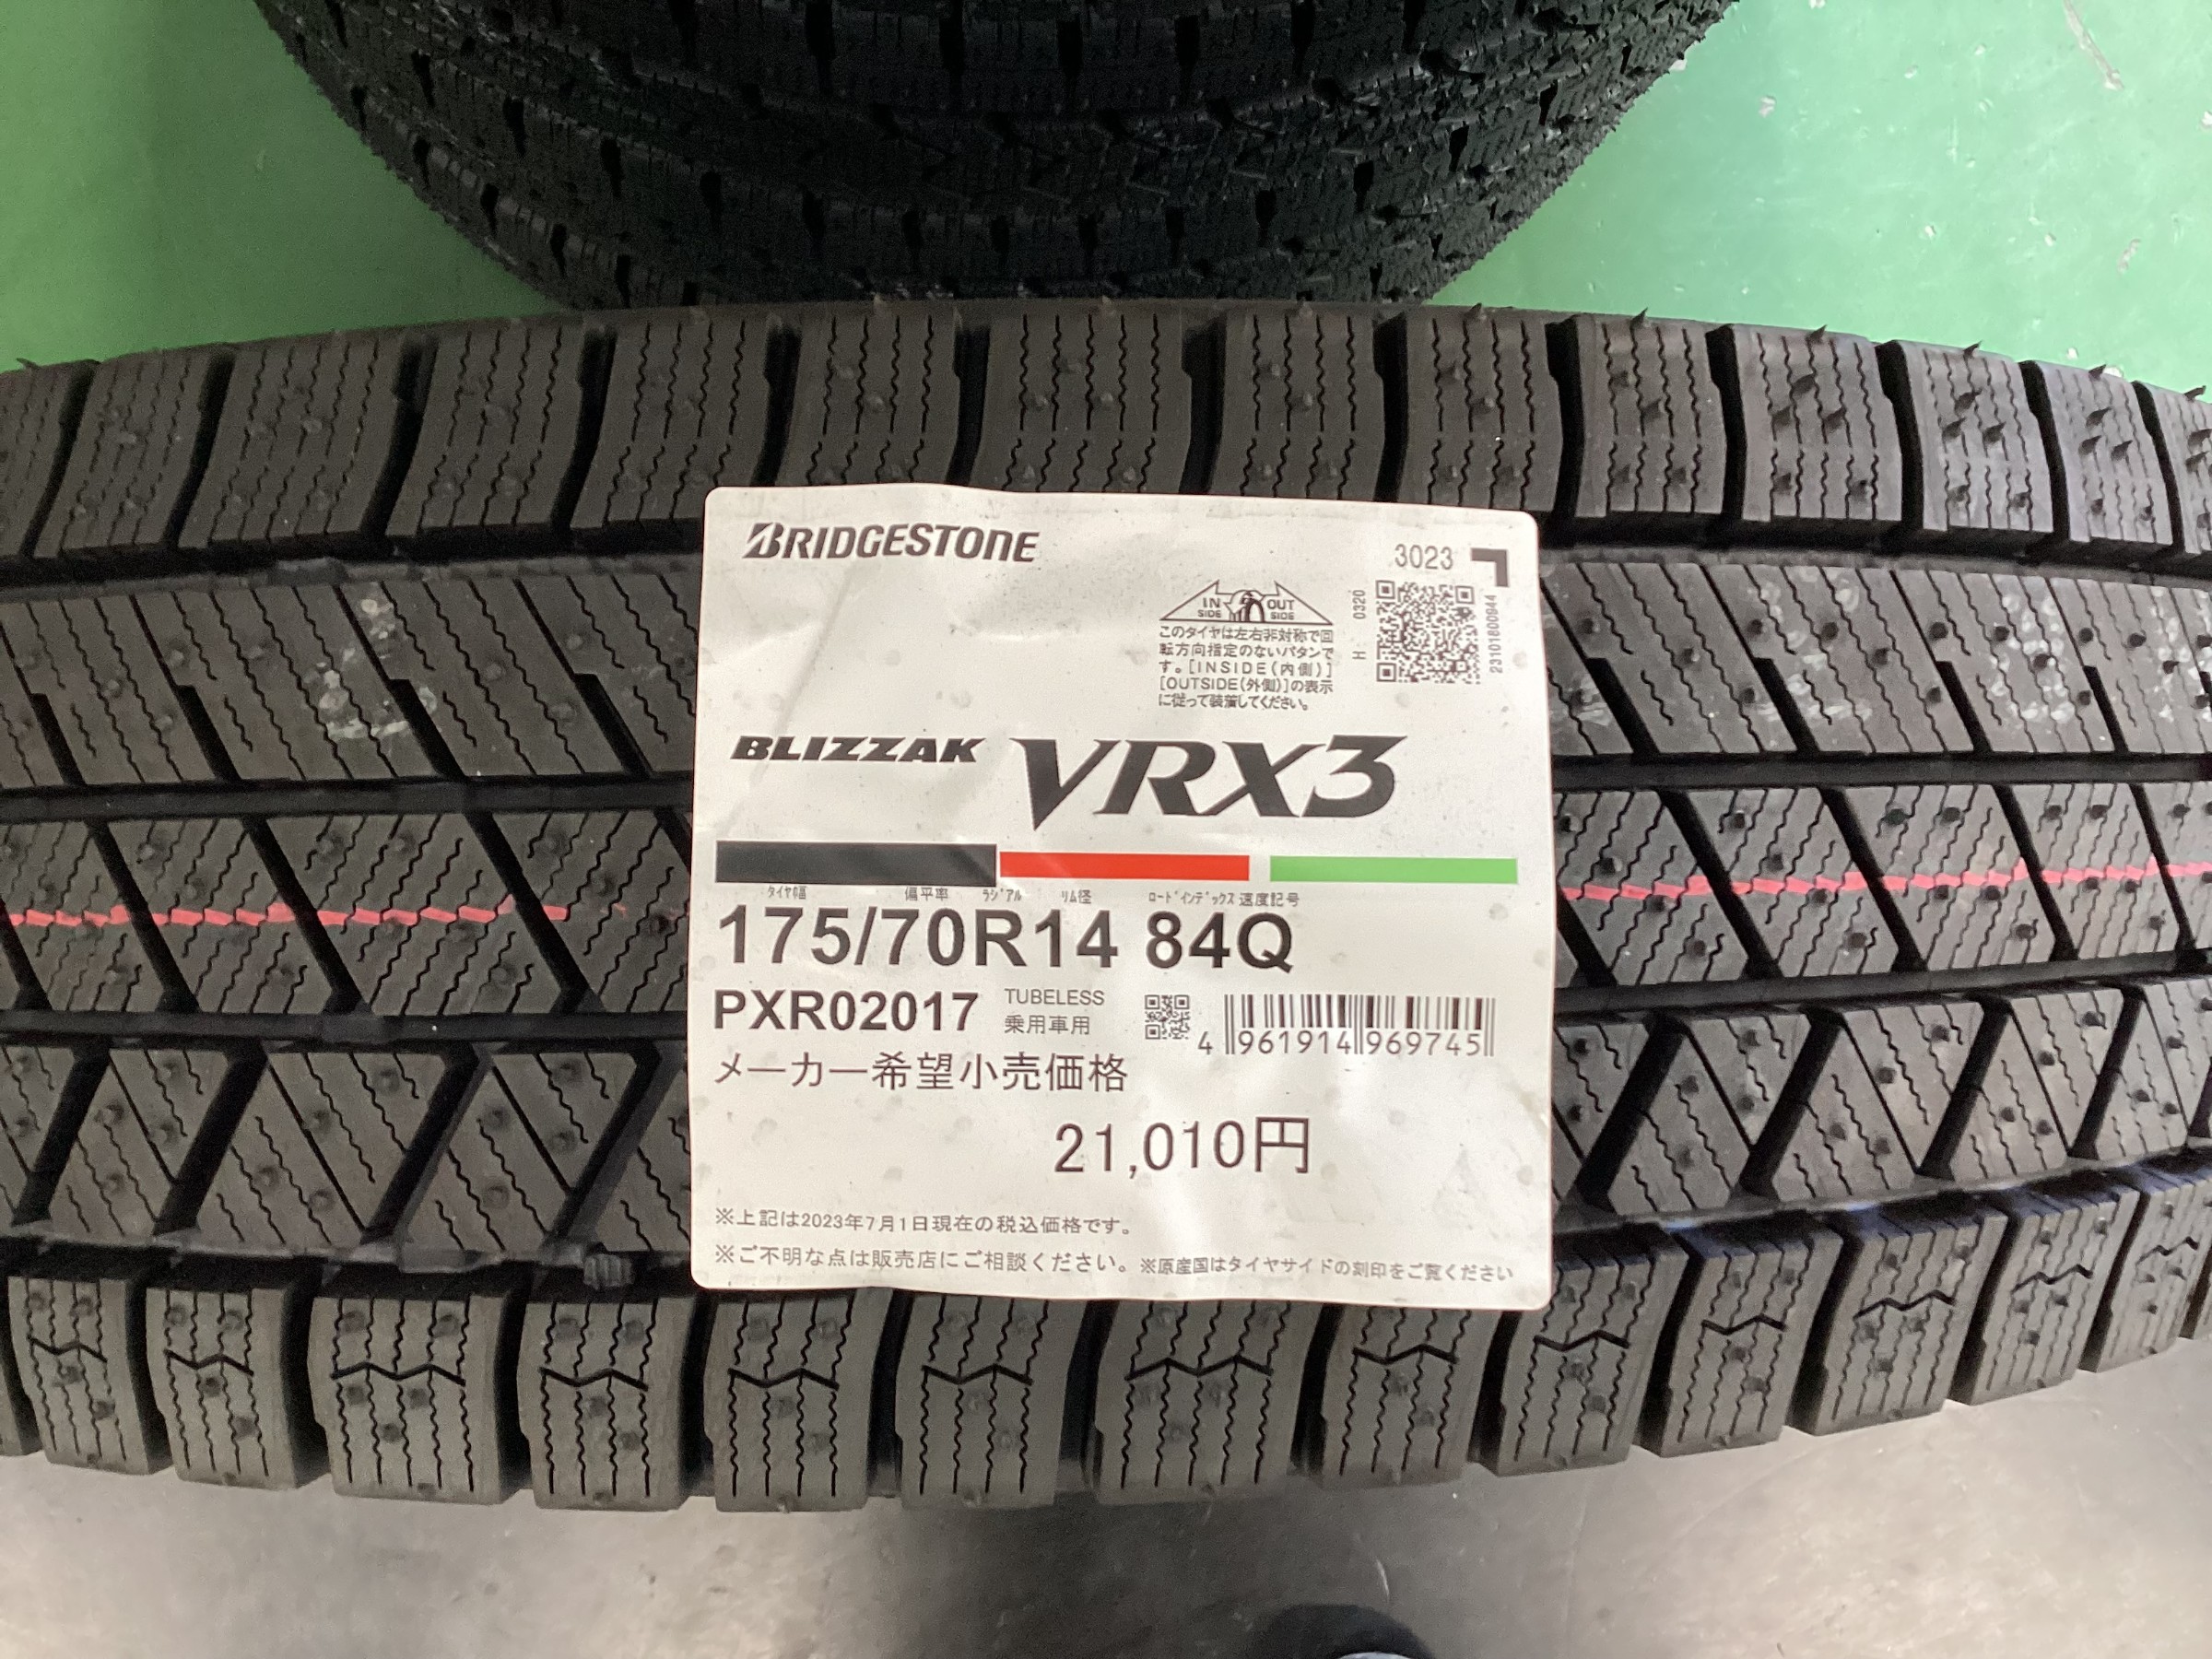 BRIDGESTONE
3023
IN SIDE OUT SIDE
H 0320
23101800944
このタイヤは左右非対称で回
転方向指定のないパタンで
す。[INSIDE(内側)]
[OUTSIDE(外側)]の表示
に従って装着してください。
BLIZZAK VRX3
タイヤ幅 偏平率 ラジアル リム径 ロードインデックス 速度記号
175/70R14 84Q
PXR02017 TUBELESS
乗用車用
4 961914 969745
メーカー希望小売価格
21,010円
※上記は2023年7月1日現在の税込価格です。
※ご不明な点は販売店にご相談ください。※原産国はタイヤサイドの刻印をご覧ください